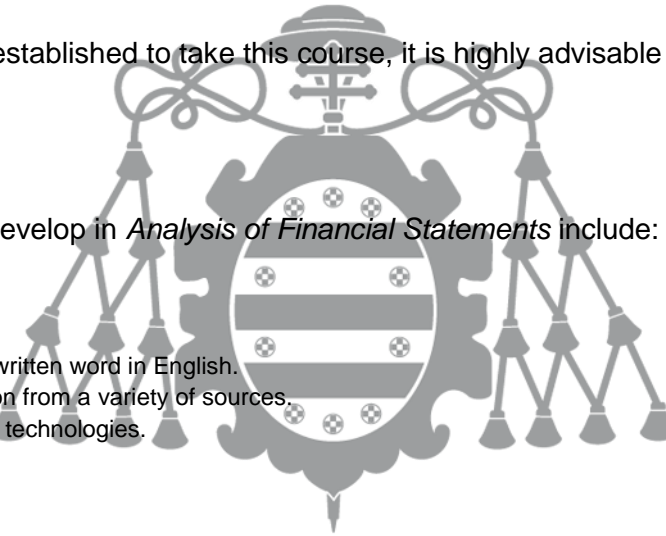 established to take this course, it is highly advisable
evelop in Analysis of Financial Statements include:
written word in English.
on from a variety of sources.
technologies.